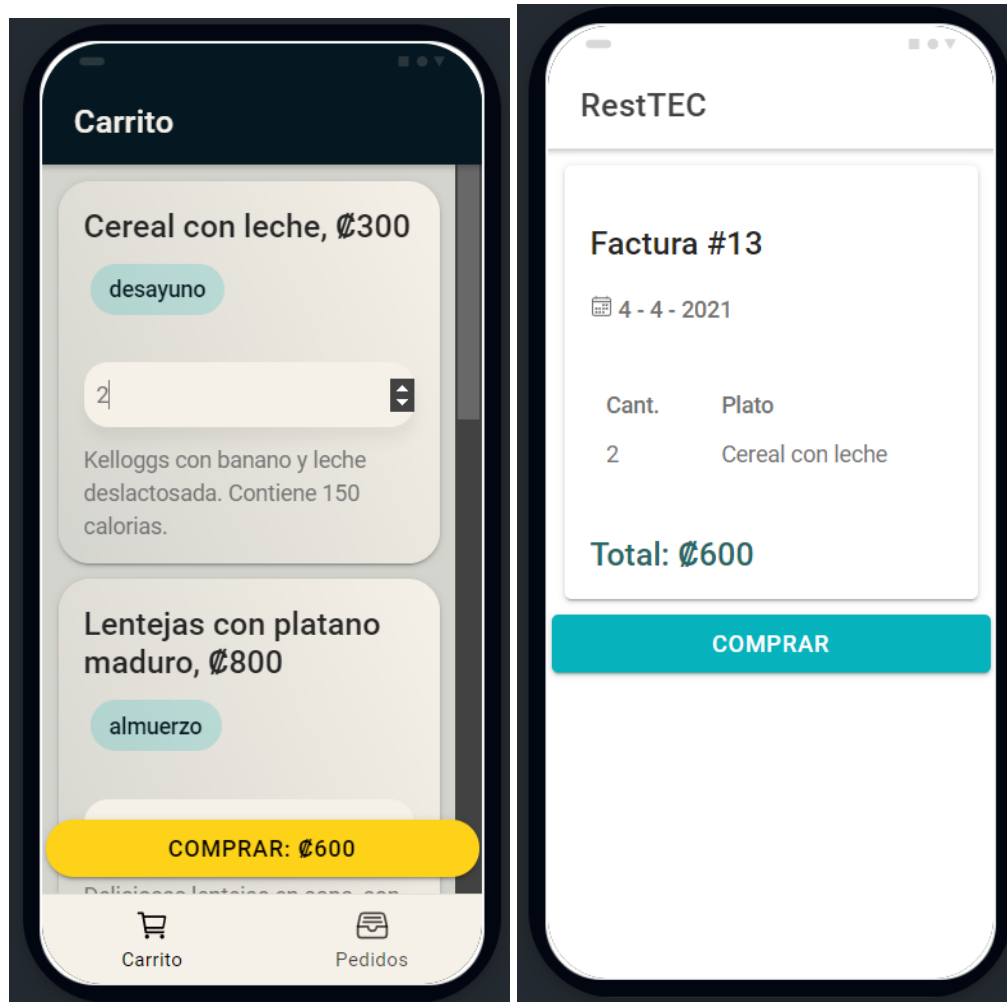 Carrito
Cereal con leche, ₡300
desayuno
2
Kelloggs con banano y leche
deslactosada. Contiene 150
calorias.
Lentejas con platano
maduro, ₡800
almuerzo
COMPRAR: ₡600
Carrito
Pedidos
RestTEC
Factura #13
4 - 4 - 2021
Cant. Plato
2 Cereal con leche
Total: ₡600
COMPRAR